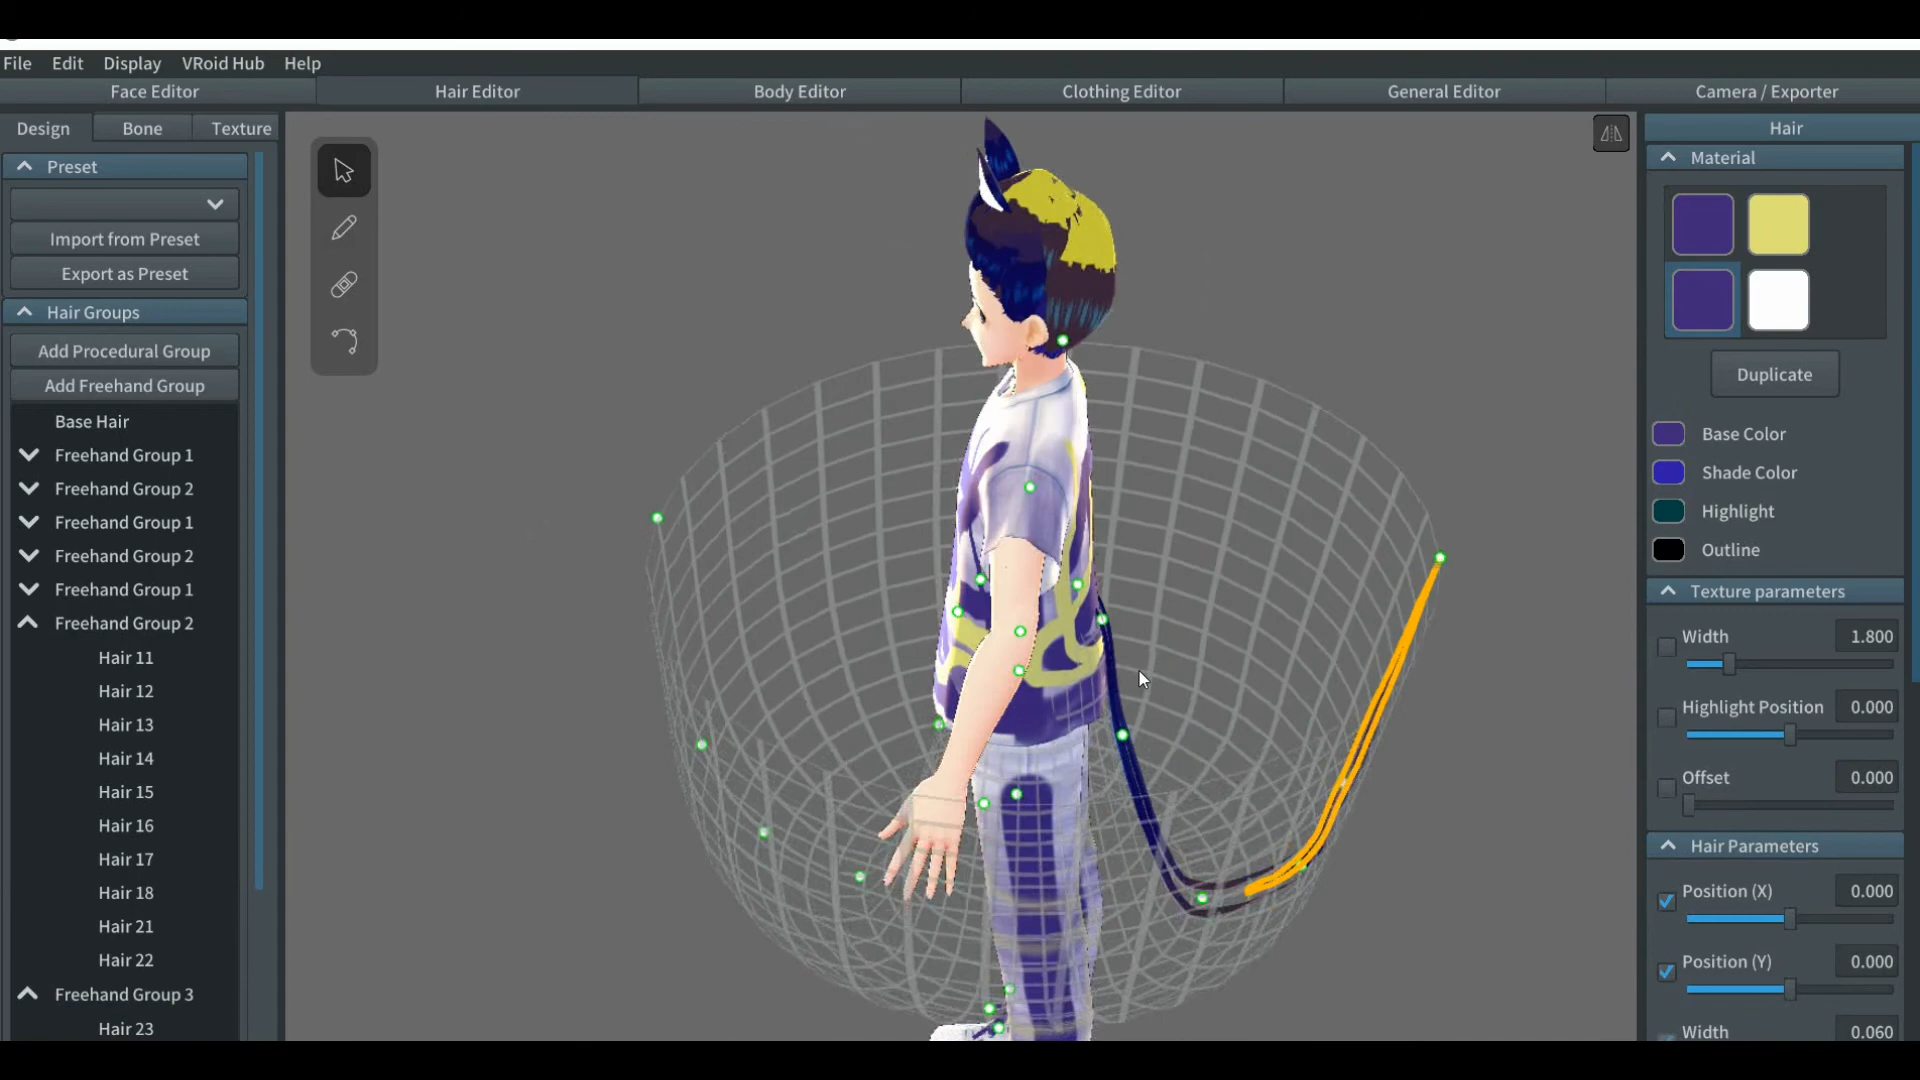 File Edit Display VRoid Hub Help
Face Editor Hair Editor Body Editor Clothing Editor General Editor Camera / Exporter
Design Bone Texture
Preset
Import from Preset
Export as Preset
Hair Groups
Add Procedural Group
Add Freehand Group
Base Hair
Freehand Group 1
Freehand Group 2
Freehand Group 1
Freehand Group 2
Freehand Group 1
Freehand Group 2
Hair 11
Hair 12
Hair 13
Hair 14
Hair 15
Hair 16
Hair 17
Hair 18
Hair 21
Hair 22
Freehand Group 3
Hair 23
Hair
Material
Duplicate
Base Color
Shade Color
Highlight
Outline
Texture parameters
Width 1.800
Highlight Position 0.000
Offset 0.000
Hair Parameters
Position (X) 0.000
Position (Y) 0.000
Width 0.060